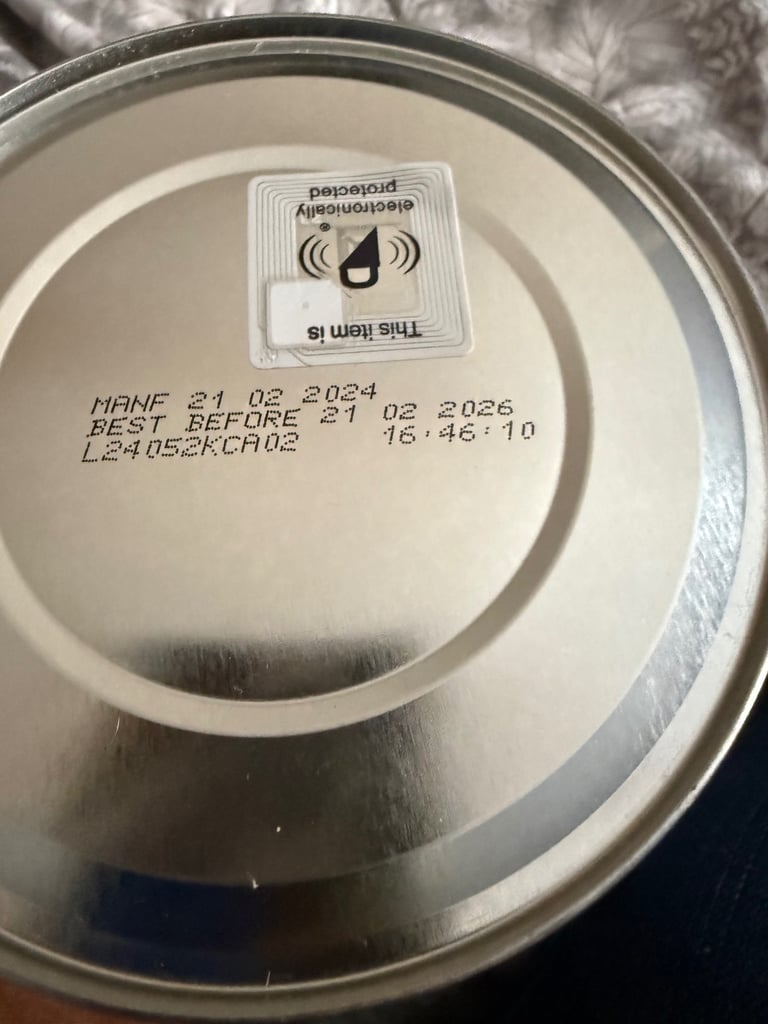 This item is
electronically
protected
MANF 21 02 2024
BEST BEFORE 21 02 2026
L24052KCA02 16:46:10